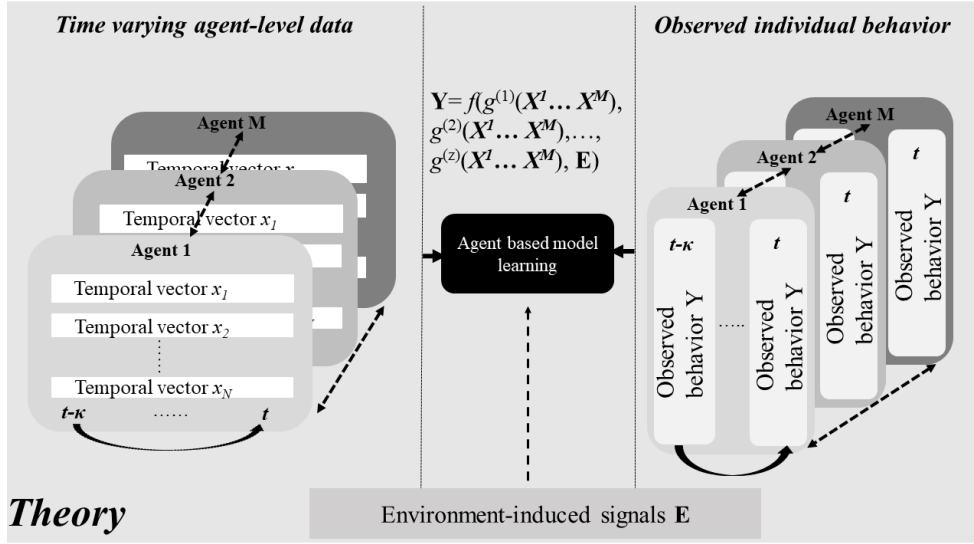 Time varying agent-level data
Agent M
Temporal vector x
Agent 2
Temporal vector x1
Agent 1
Temporal vector x1
Temporal vector x2
......
Temporal vector xN
t-κ ...... t
Y= f(g(1)(X1... XM),
g(2)(X1... XM),...,
g(z)(X1... XM), E)
Agent based model
learning
Observed individual behavior
Agent M
t
Observed
behavior Y
Agent 2
t
Observed
behavior Y
Agent 1
t-κ
Observed
behavior Y
.....
t
Observed
behavior Y
Theory
Environment-induced signals E